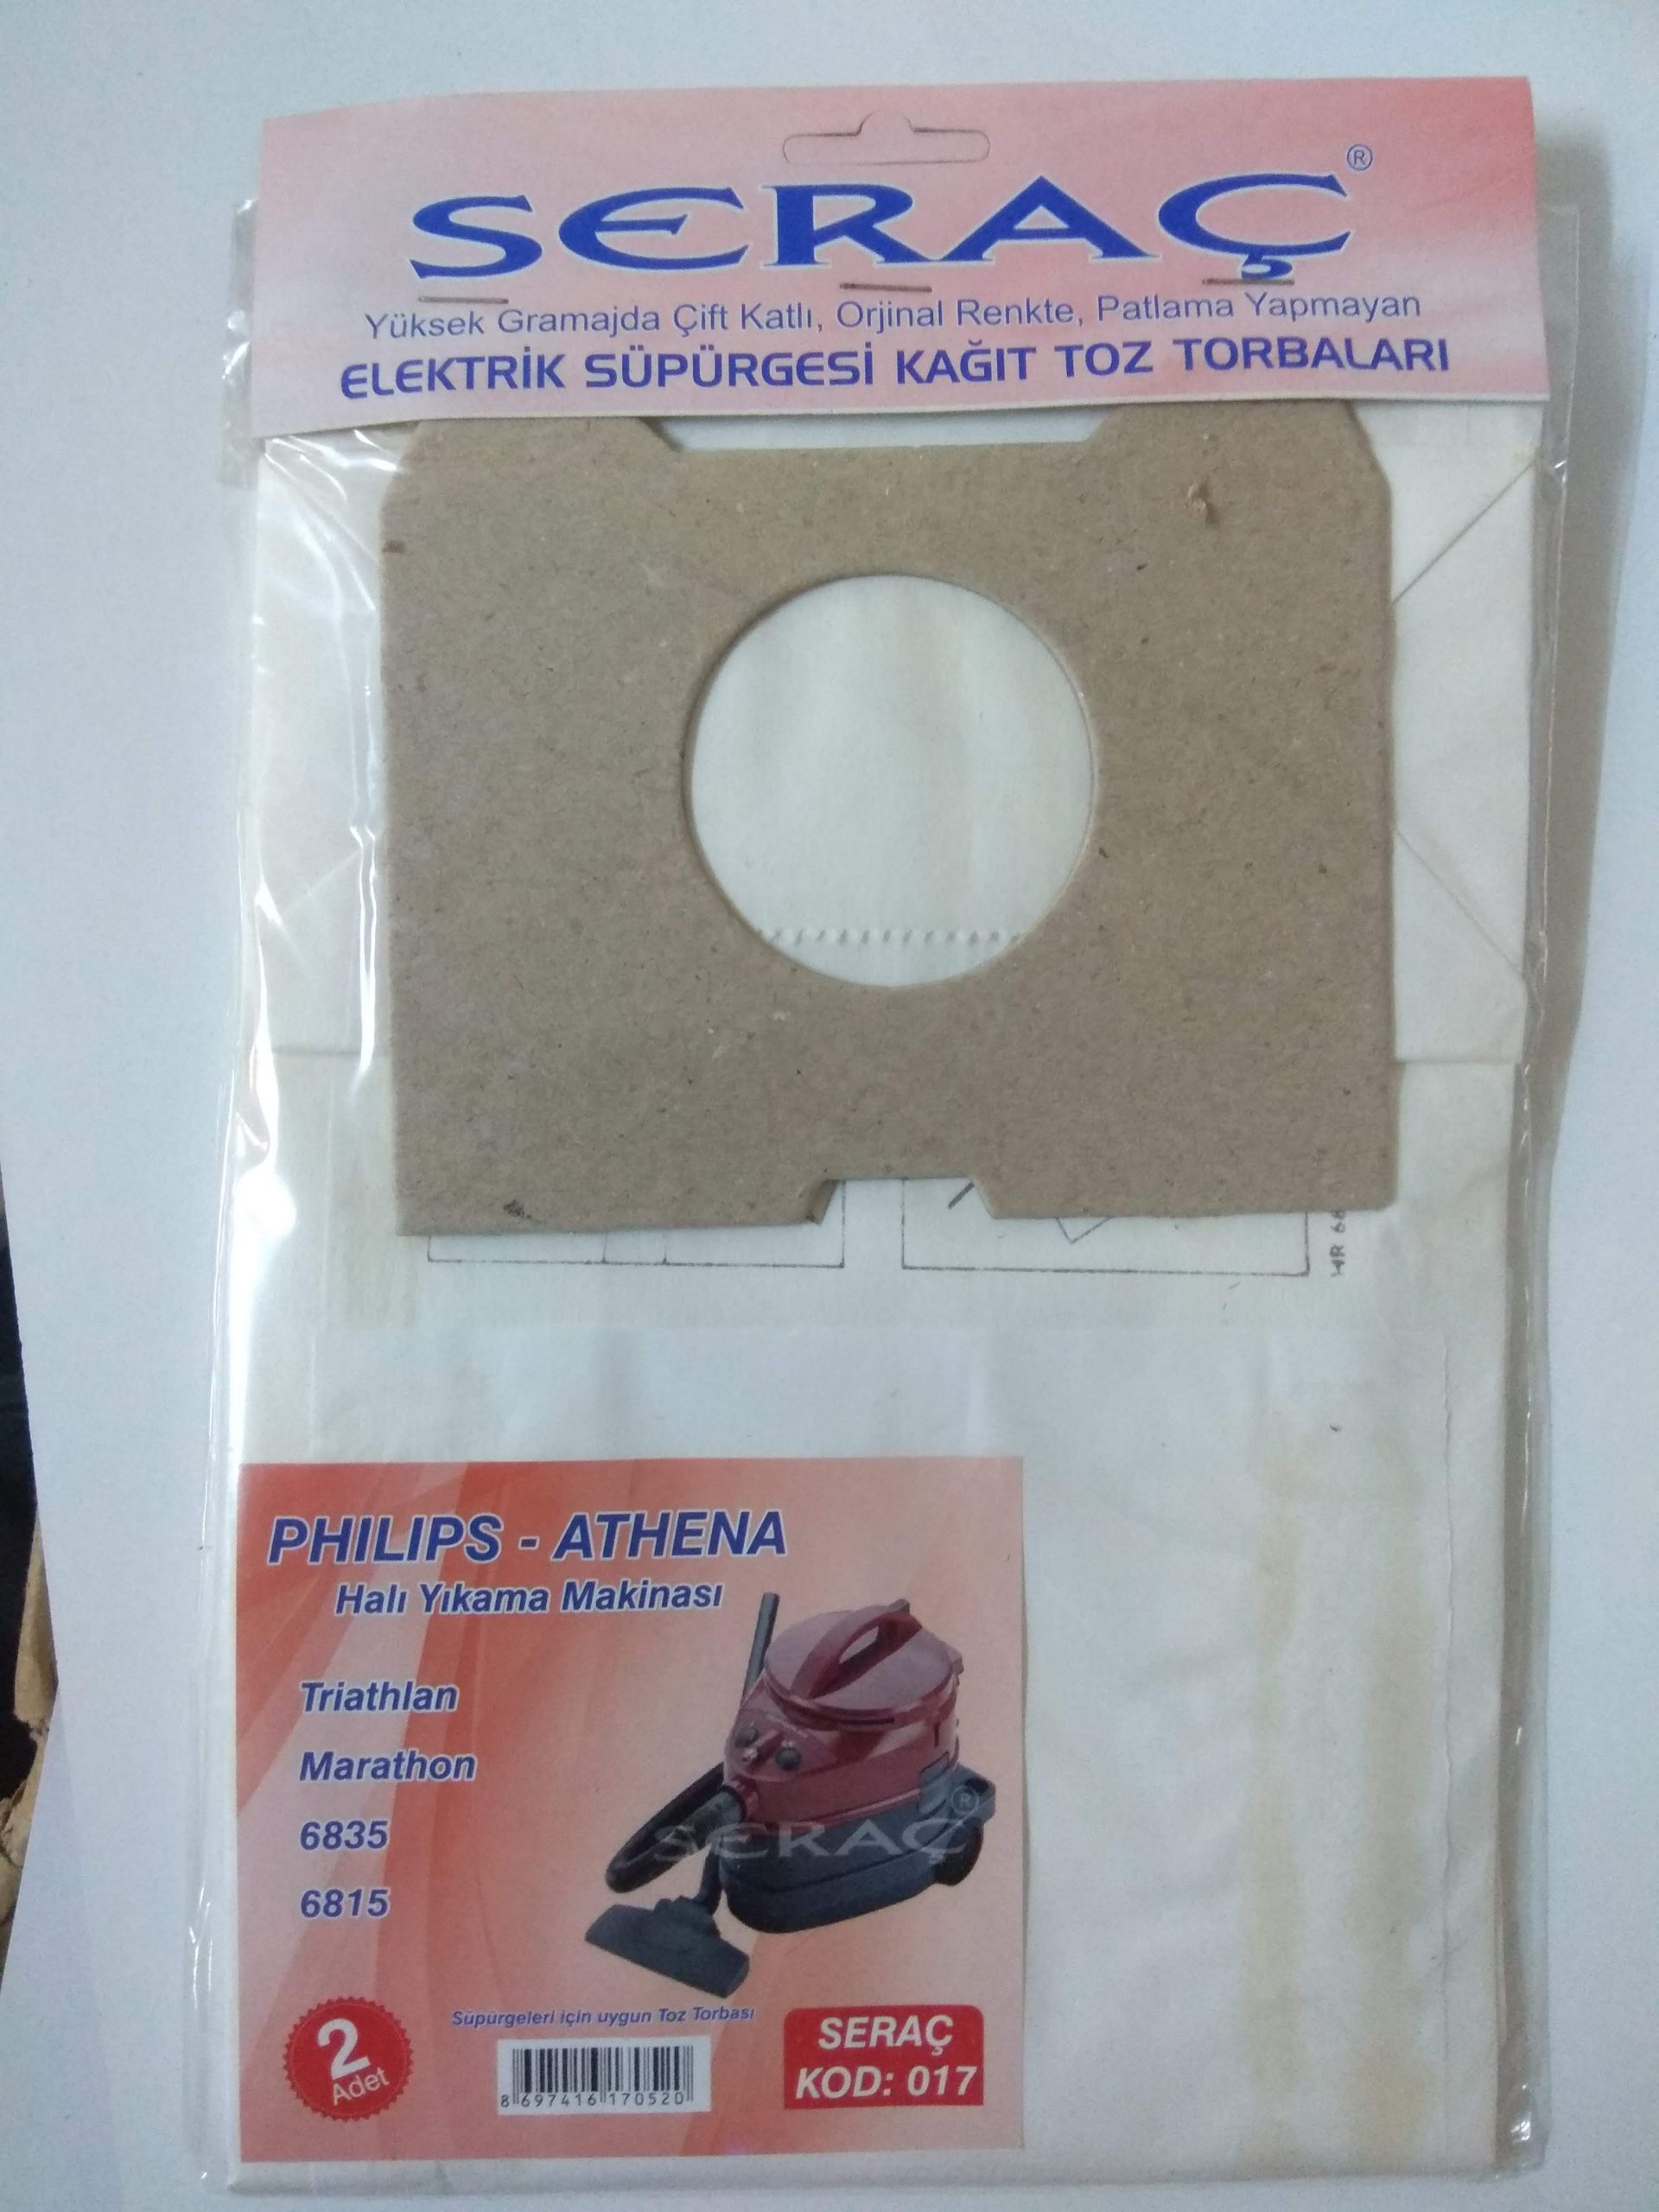 SERAÇ®
Yüksek Gramajda Çift Katlı, Orjinal Renkte, Patlama Yapmayan
ELEKTRİK SÜPÜRGESİ KAĞIT TOZ TORBALARI
PHILIPS - ATHENA
Halı Yıkama Makinası
Triathlan
Marathon
6835
6815
SERAÇ®
2
Adet
Süpürgeleri için uygun Toz Torbası
8 697416 170520
SERAÇ
KOD: 017